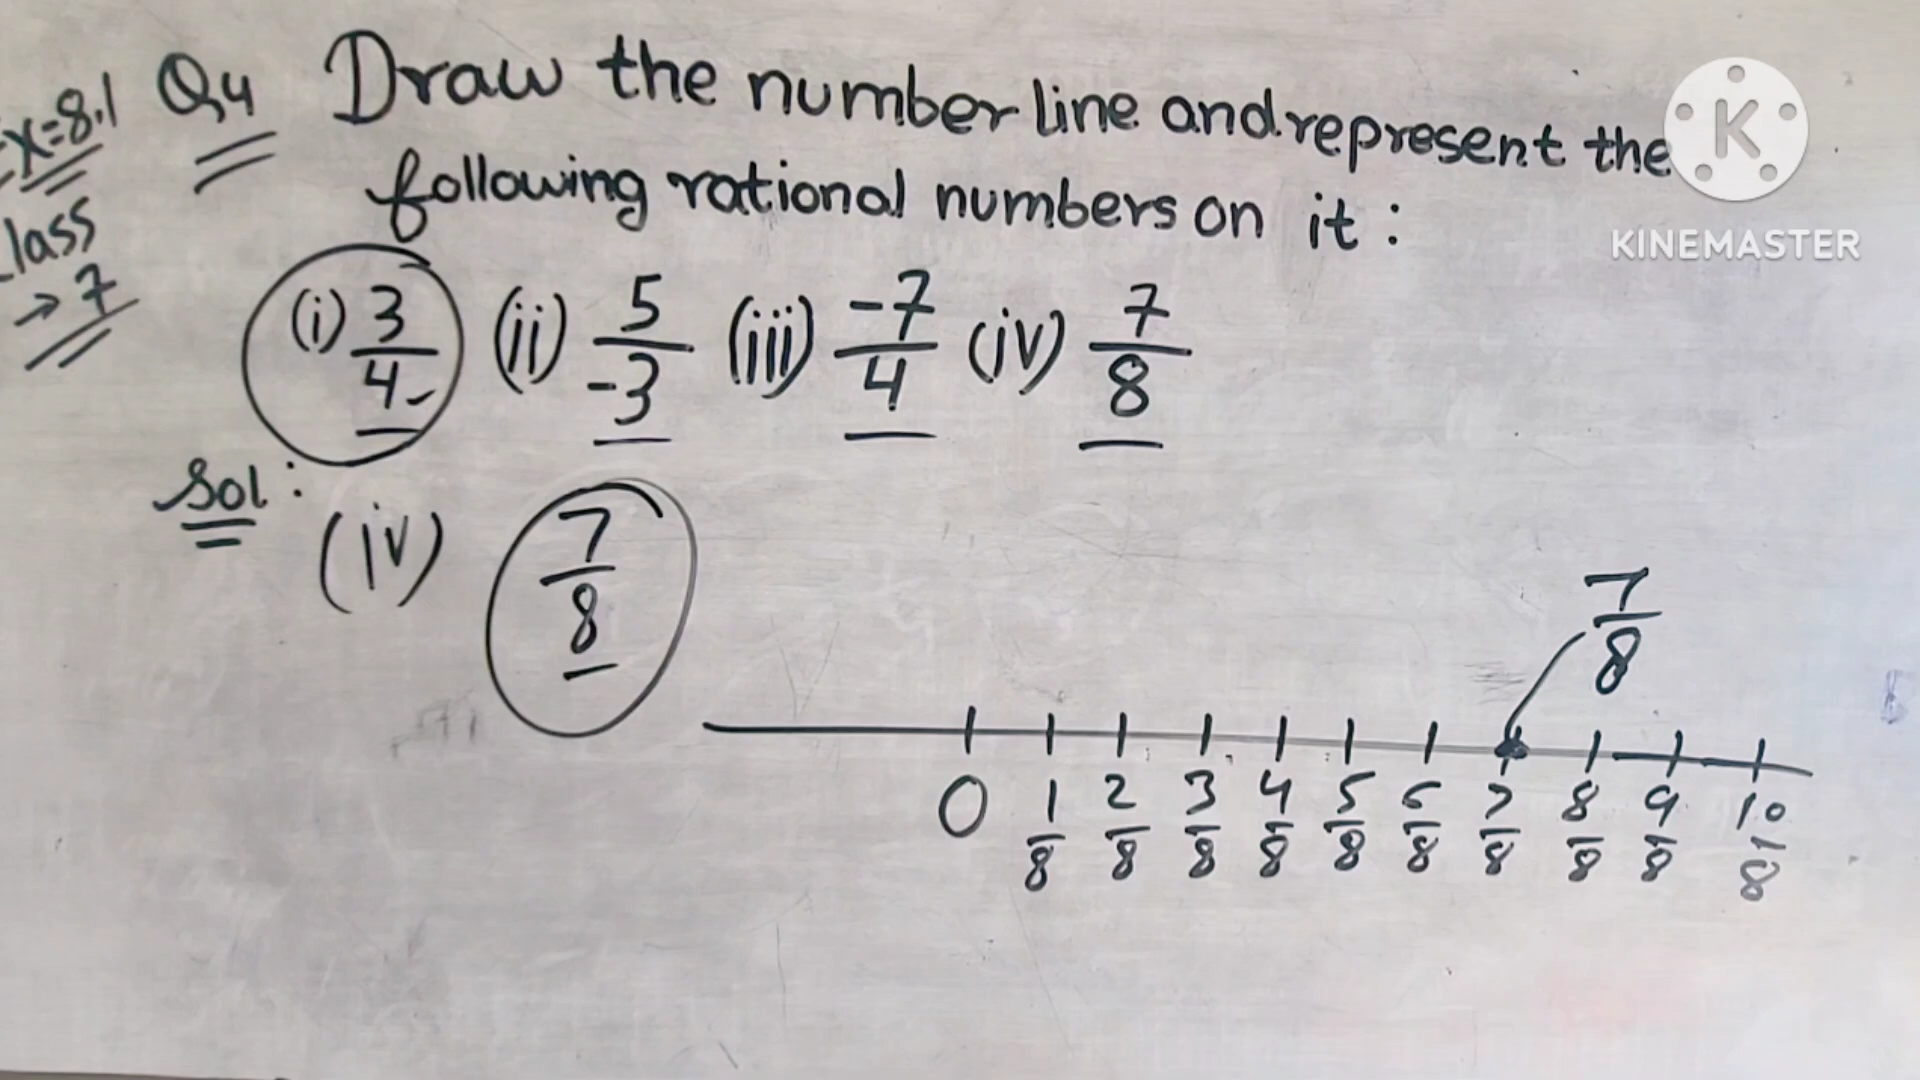 Ex=8.1 Q4 Draw the number line and represent the
following rational numbers on it :
Class
→ 7
(i) 3/4 (ii) 5/-3 (iii) -7/4 (iv) 7/8
Sol :
(iv) 7/8
7/8
0 1/8 2/8 3/8 4/8 5/8 6/8 7/8 8/8 9/8 10/8
K
KINEMASTER